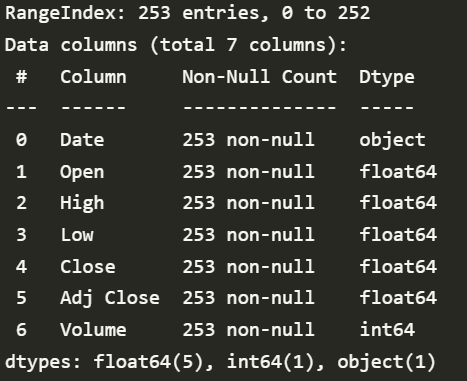 RangeIndex: 253 entries, 0 to 252
Data columns (total 7 columns):
 #   Column     Non-Null Count  Dtype
---  ------     --------------  -----
 0   Date       253 non-null    object
 1   Open       253 non-null    float64
 2   High       253 non-null    float64
 3   Low        253 non-null    float64
 4   Close      253 non-null    float64
 5   Adj Close  253 non-null    float64
 6   Volume     253 non-null    int64
dtypes: float64(5), int64(1), object(1)